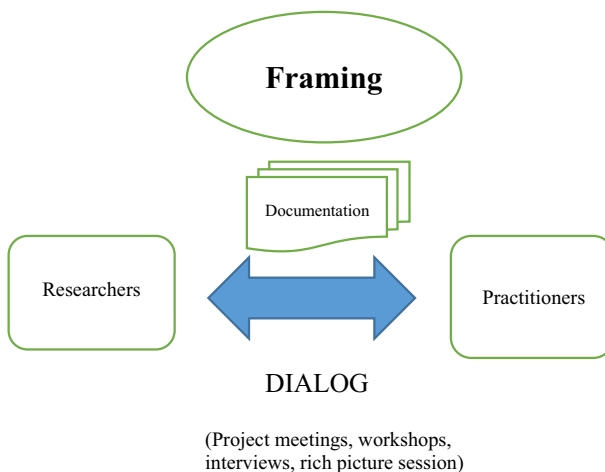 Framing
Documentation
Researchers
Practitioners
DIALOG
(Project meetings, workshops,
interviews, rich picture session)